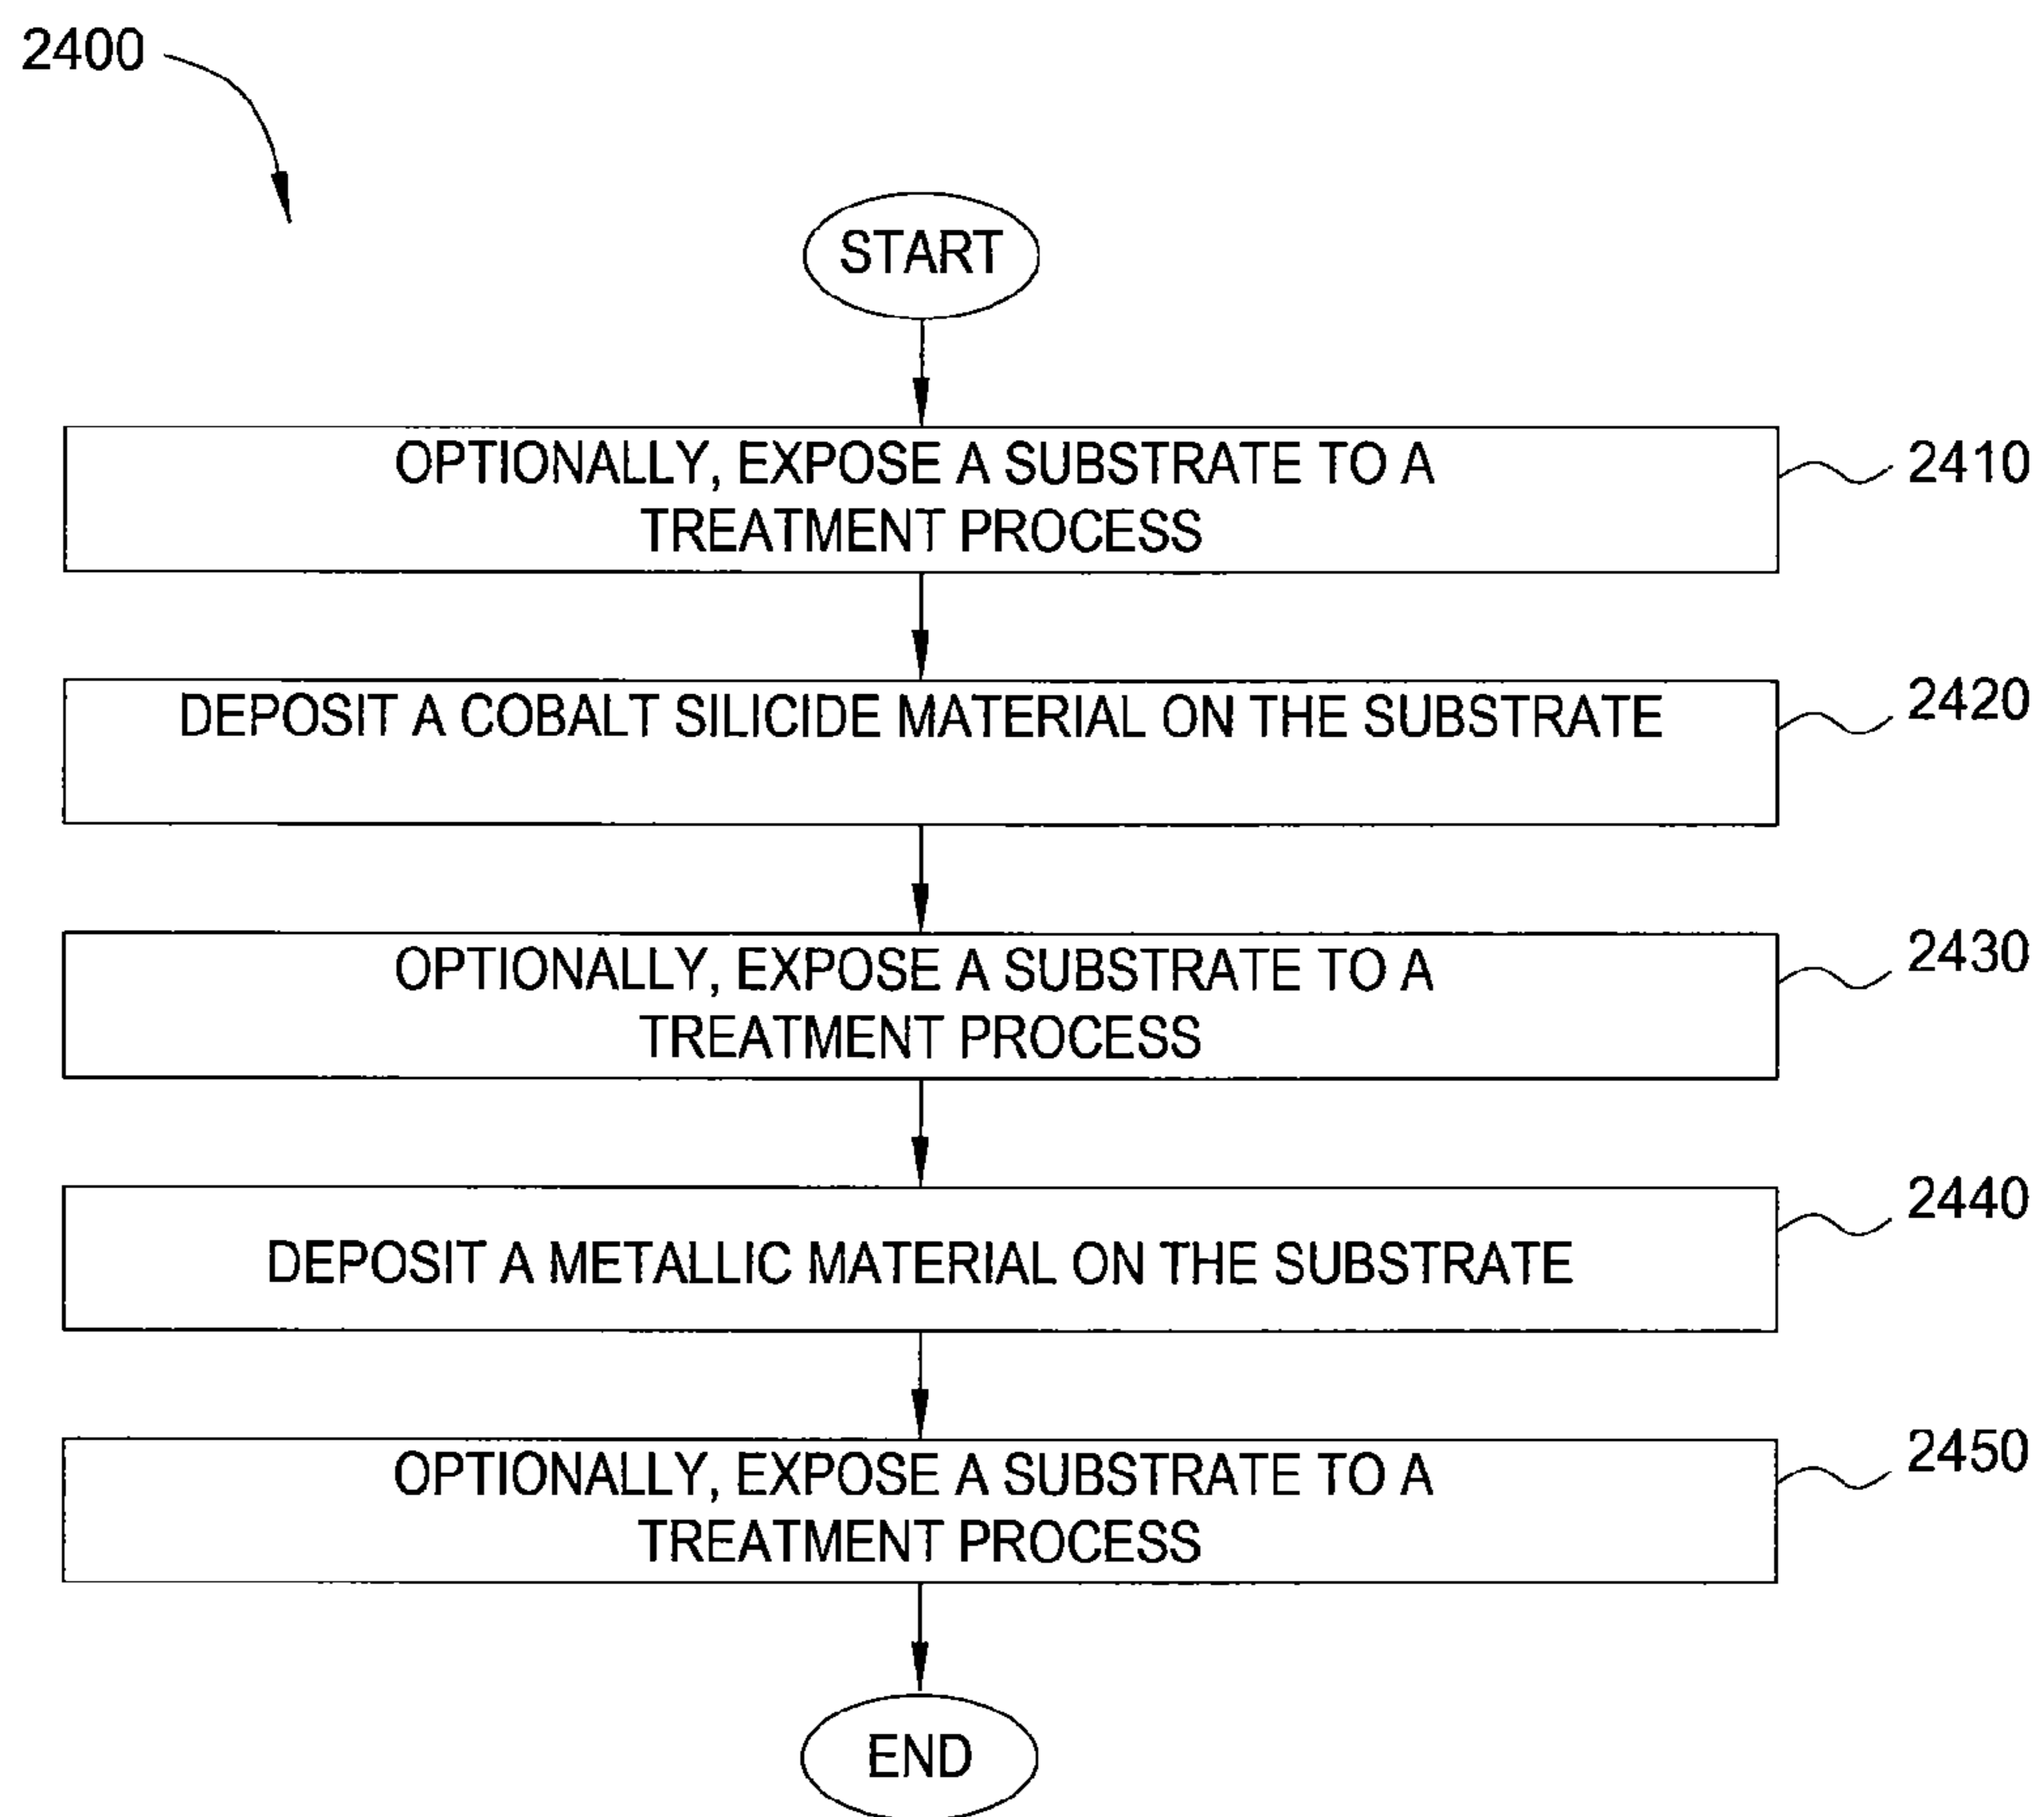 2400
START
OPTIONALLY, EXPOSE A SUBSTRATE TO A
TREATMENT PROCESS
2410
DEPOSIT A COBALT SILICIDE MATERIAL ON THE SUBSTRATE
2420
OPTIONALLY, EXPOSE A SUBSTRATE TO A
TREATMENT PROCESS
2430
DEPOSIT A METALLIC MATERIAL ON THE SUBSTRATE
2440
OPTIONALLY, EXPOSE A SUBSTRATE TO A
TREATMENT PROCESS
2450
END